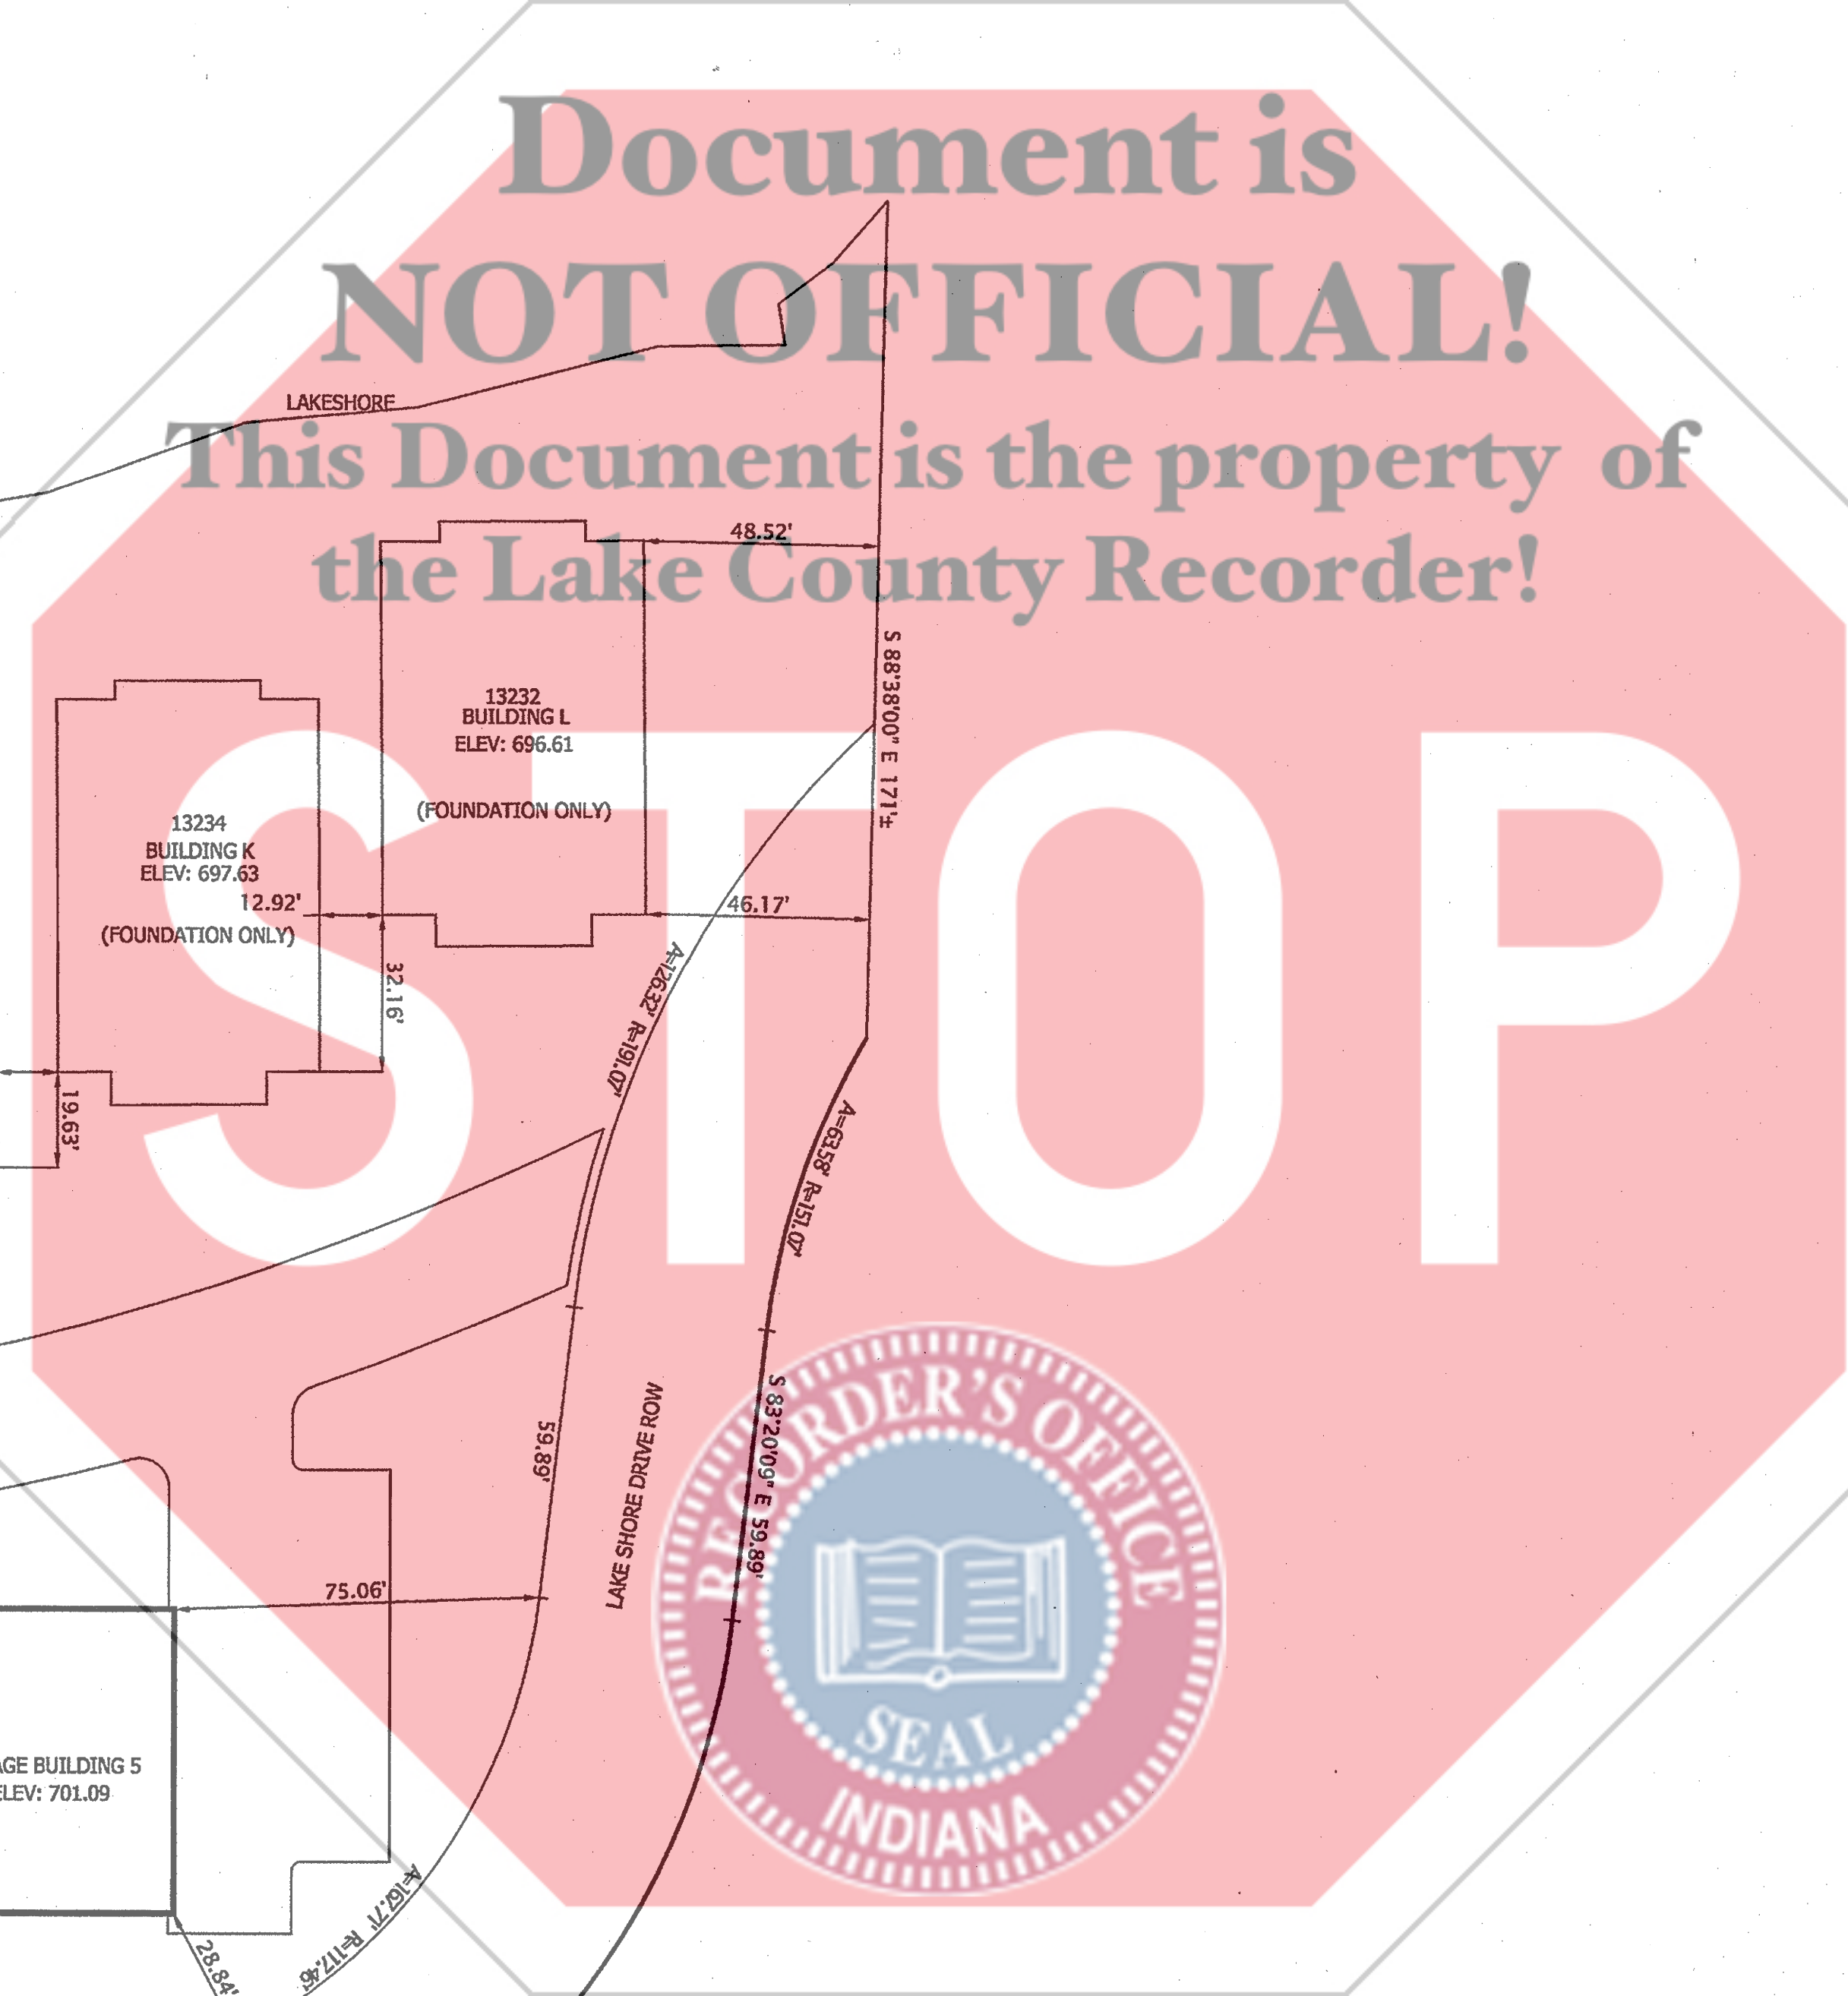 Document is
NOT OFFICIAL!
This Document is the property of
the Lake County Recorder!
LAKESHORE
48.52'
S 88°38'00" E 171'±
13232
BUILDING L
ELEV: 696.61
(FOUNDATION ONLY)
13234
BUILDING K
ELEV: 697.63
12.92'
(FOUNDATION ONLY)
46.17'
32.16'
A=126.32' R=191.07'
19.63'
A=63.58' R=151.07'
STOP
59.89'
LAKE SHORE DRIVE ROW
S 83°20'09" E 59.89'
75.06'
RECORDER'S OFFICE
SEAL
INDIANA
AGE BUILDING 5
ELEV: 701.09
A=167.71' R=117.46'
28.84'